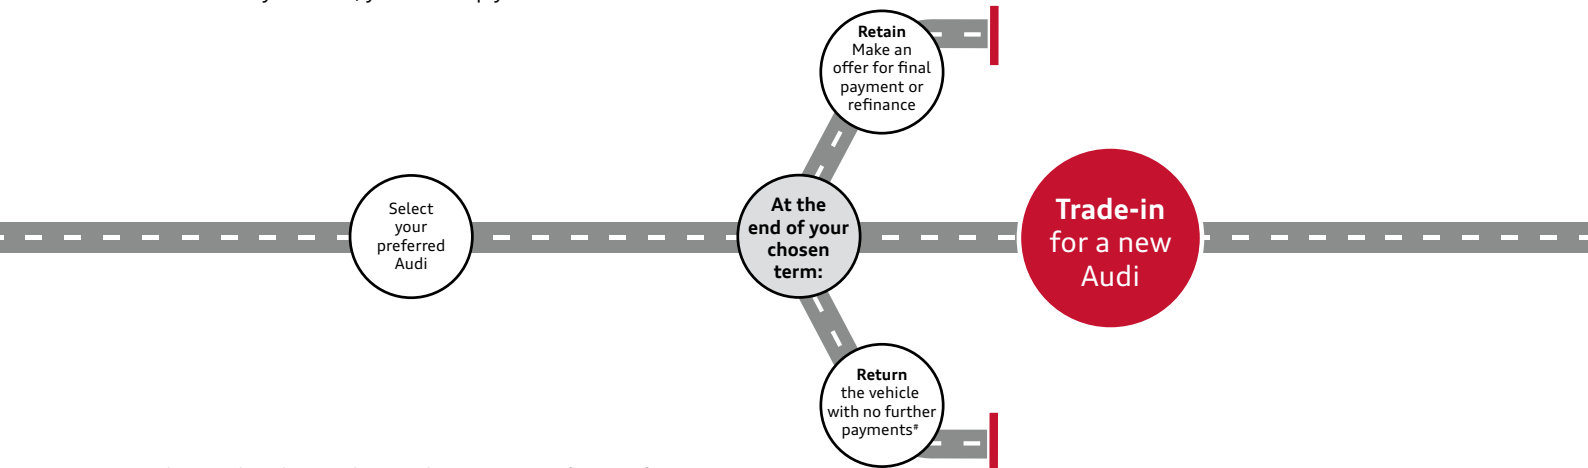 Retain
Make an
offer for final
payment or
refinance
Select
your
preferred
Audi
At the
end of your
chosen
term:
Trade-in
for a new
Audi
Return
the vehicle
with no further
payments#